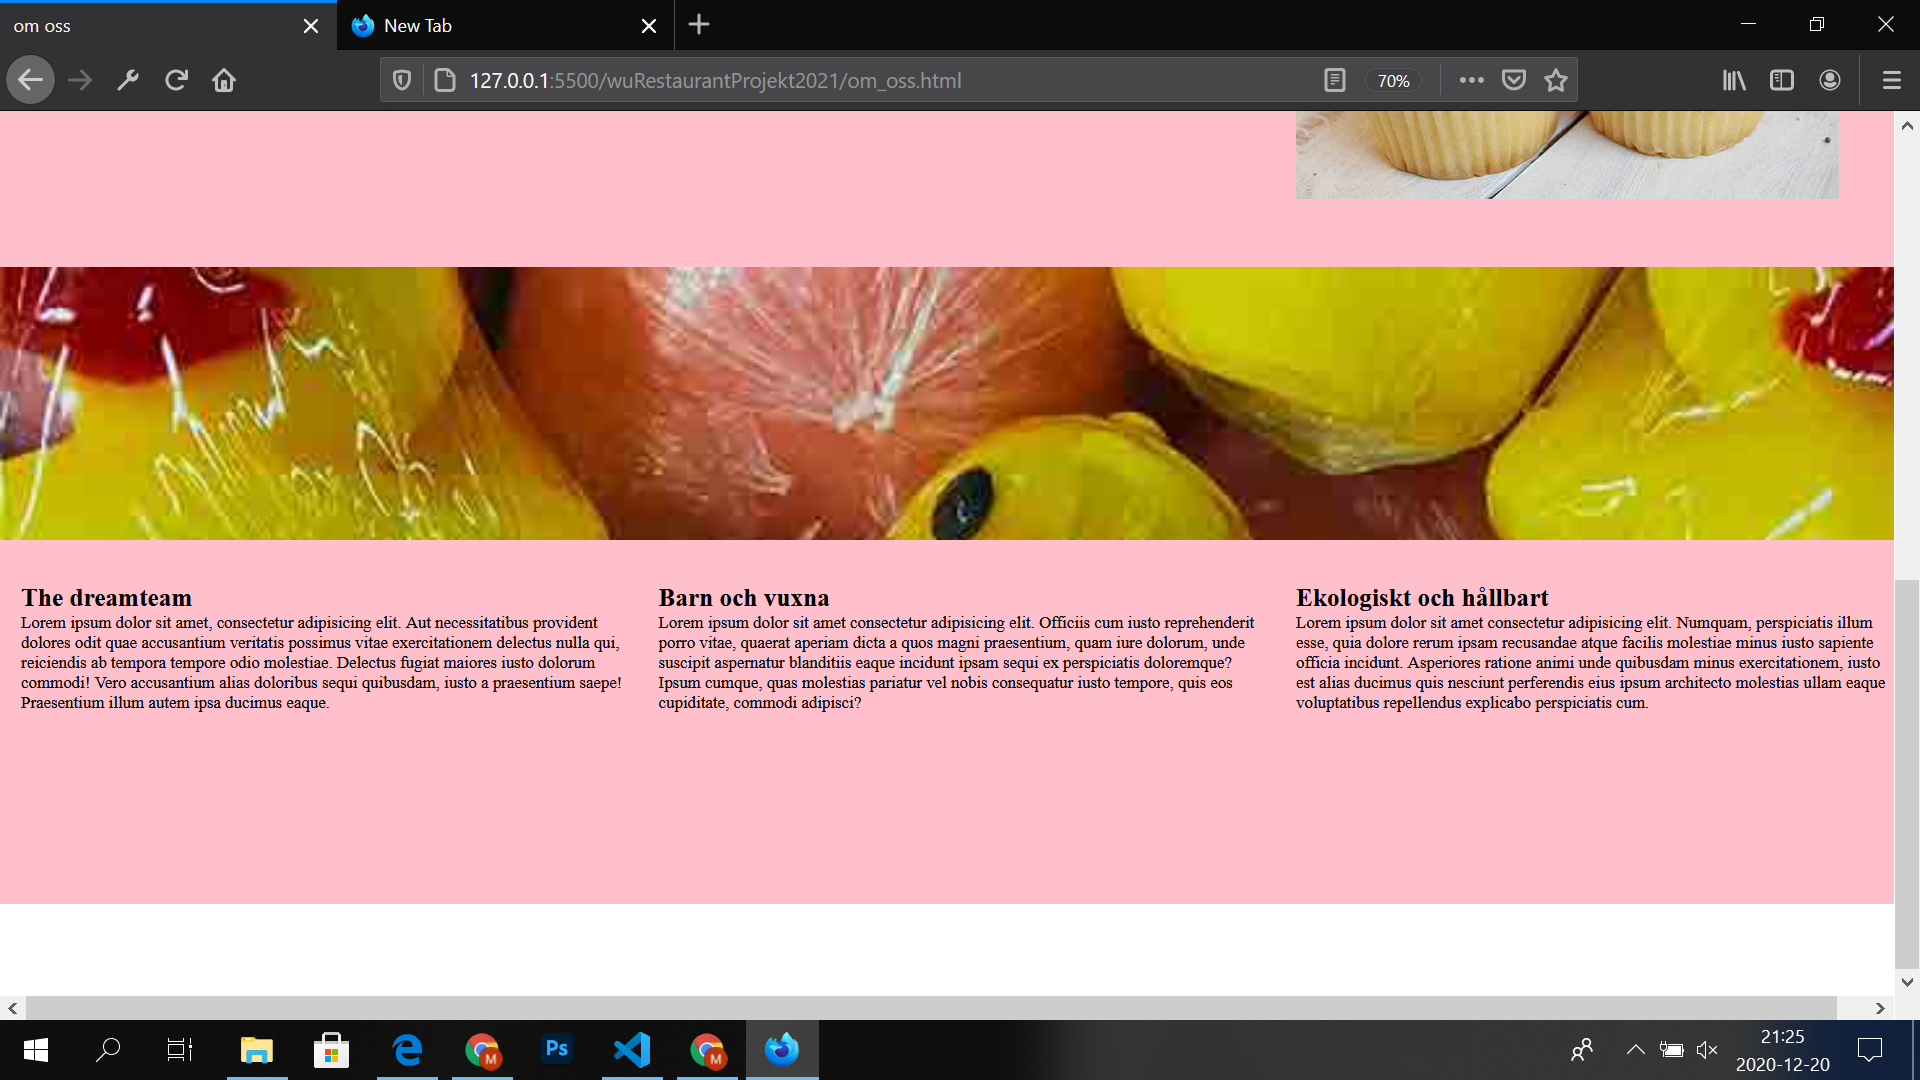 om oss
New Tab
127.0.0.1:5500/wuRestaurantProjekt2021/om_oss.html
70%
The dreamteam
Lorem ipsum dolor sit amet, consectetur adipisicing elit. Aut necessitatibus provident
dolores odit quae accusantium veritatis possimus vitae exercitationem delectus nulla qui,
reiciendis ab tempora tempore odio molestiae. Delectus fugiat maiores iusto dolorum
commodi! Vero accusantium alias doloribus sequi quibusdam, iusto a praesentium saepe!
Praesentium illum autem ipsa ducimus eaque.
Barn och vuxna
Lorem ipsum dolor sit amet consectetur adipisicing elit. Officiis cum iusto reprehenderit
porro vitae, quaerat aperiam dicta a quos magni praesentium, quam iure dolorum, unde
suscipit aspernatur blanditiis eaque incidunt ipsam sequi ex perspiciatis doloremque?
Ipsum cumque, quas molestias pariatur vel nobis consequatur iusto tempore, quis eos
cupiditate, commodi adipisci?
Ekologiskt och hållbart
Lorem ipsum dolor sit amet consectetur adipisicing elit. Numquam, perspiciatis illum
esse, quia dolore rerum ipsam recusandae atque facilis molestiae minus iusto sapiente
officia incidunt. Asperiores ratione animi unde quibusdam minus exercitationem, iusto
est alias ducimus quis nesciunt perferendis eius ipsum architecto molestias ullam eaque
voluptatibus repellendus explicabo perspiciatis cum.
M
Ps
M
21:25
2020-12-20